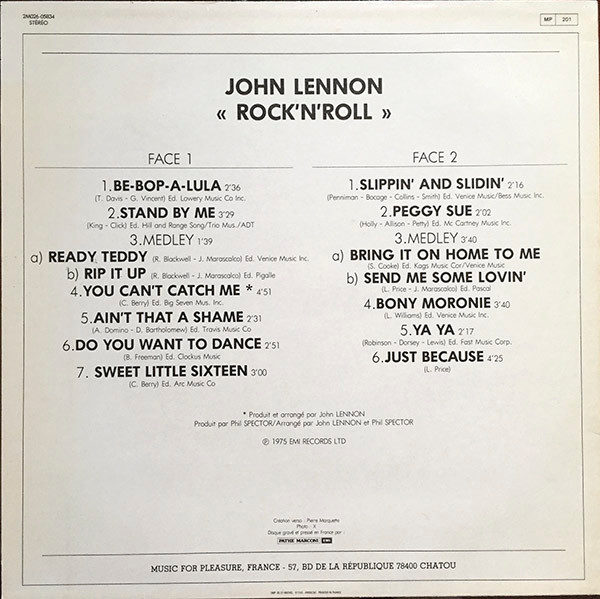 2M026-05834
STÉRÉO
MP 201
JOHN LENNON
« ROCK'N'ROLL »
FACE 1
1.BE-BOP-A-LULA 2'36
(T. Davis - G. Vincent) Ed. Lowery Music Co Inc.
2.STAND BY ME 3'29
(King - Click) Ed. Hill and Range Song/Trio Mus./ADT
3.MEDLEY 1'39
a) READY TEDDY (R. Blackwell - J. Marascalco) Ed. Venice Music Inc.
b) RIP IT UP (R. Blackwell - J. Marascalco) Ed. Pigalle
4.YOU CAN'T CATCH ME * 4'51
(C. Berry) Ed. Big Seven Mus. Inc.
5.AIN'T THAT A SHAME 2'31
(A. Domino - D. Bartholomew) Ed. Travis Music Co
6.DO YOU WANT TO DANCE 2'51
(B. Freeman) Ed. Clockus Music
7. SWEET LITTLE SIXTEEN 3'00
(C. Berry) Ed. Arc Music Co
FACE 2
1.SLIPPIN' AND SLIDIN' 2'16
(Penniman - Bocage - Collins - Smith) Ed. Venice Music/Bess Music Inc.
2.PEGGY SUE 2'02
(Holly - Allison - Petty) Ed. Mc Cartney Music Inc.
3.MEDLEY 3'40
a) BRING IT ON HOME TO ME
(S. Cooke) Ed. Kags Music Cor/Venice Music
b) SEND ME SOME LOVIN'
(L. Price - J. Marascalco) Ed. Pascal
4.BONY MORONIE 3'40
(L. Williams) Ed. Venice Music Inc.
5.YA YA 2'17
(Robinson - Dorsey - Lewis) Ed. Fast Music Corp.
6.JUST BECAUSE 4'25
(L. Price)
* Produit et arrangé par John LENNON
Produit par Phil SPECTOR/Arrangé par John LENNON et Phil SPECTOR
℗ 1975 EMI RECORDS LTD
Création verso : Pierre Marquette
Photo : X
Disque gravé et pressé en France par :
PATHE MARCONI EMI
MUSIC FOR PLEASURE, FRANCE - 57, BD DE LA RÉPUBLIQUE 78400 CHATOU